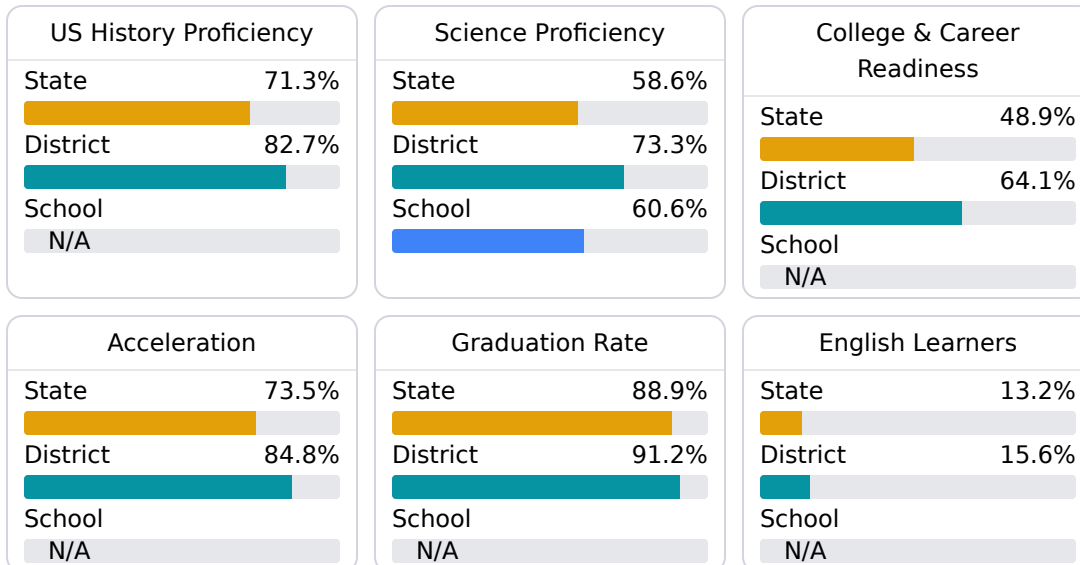 US History Proficiency
State 71.3%
District 82.7%
School
N/A
Science Proficiency
State 58.6%
District 73.3%
School 60.6%
College & Career
Readiness
State 48.9%
District 64.1%
School
N/A
Acceleration
State 73.5%
District 84.8%
School
N/A
Graduation Rate
State 88.9%
District 91.2%
School
N/A
English Learners
State 13.2%
District 15.6%
School
N/A